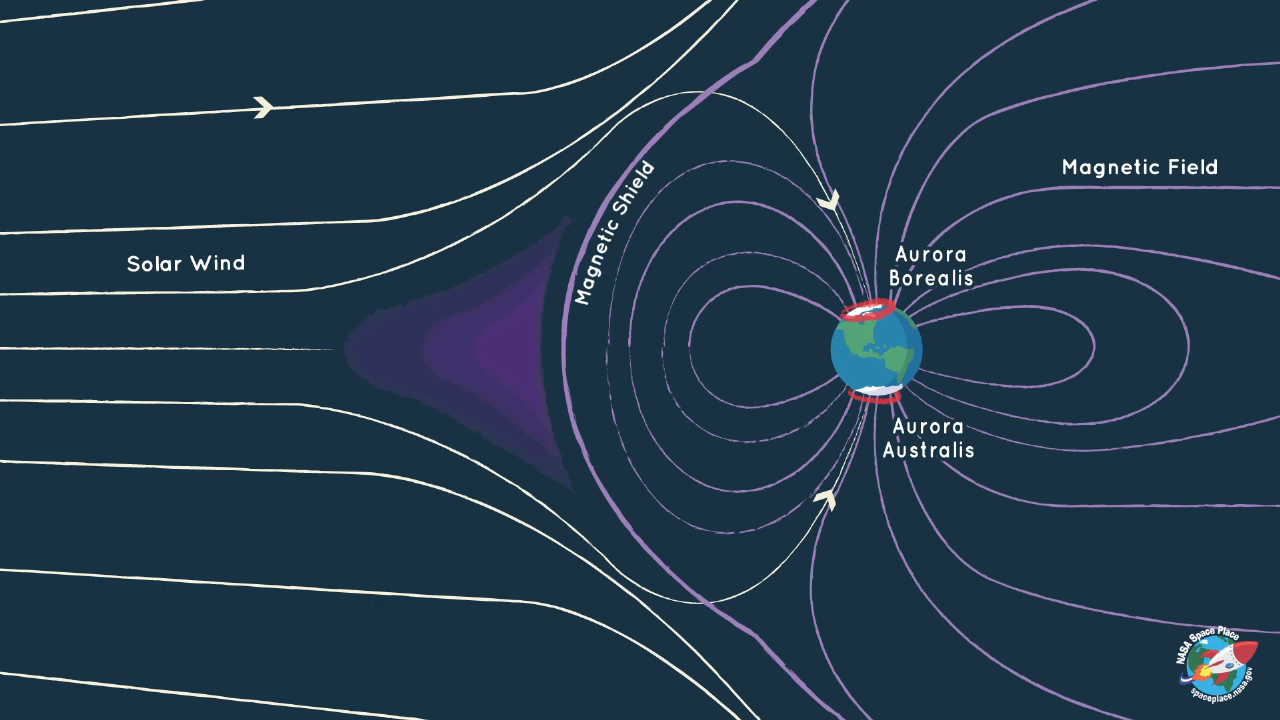 Magnetic Shield
Magnetic Field
Solar Wind
Aurora
Borealis
Aurora
Australis
NASA Space Place
spaceplace.nasa.gov